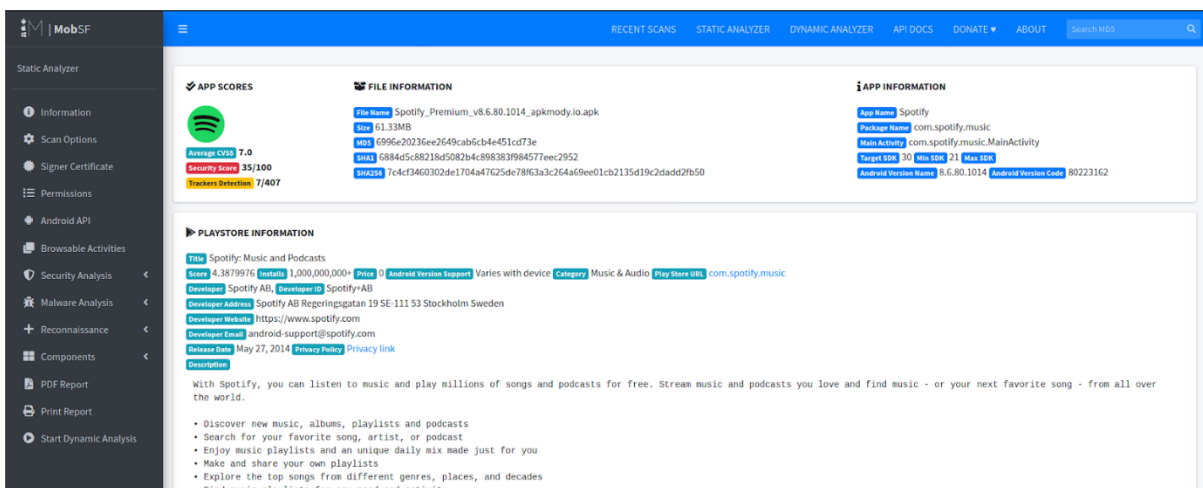 MobSF
RECENT SCANS STATIC ANALYZER DYNAMIC ANALYZER API DOCS DONATE ♥ ABOUT Search MD5
Static Analyzer
Information
Scan Options
Signer Certificate
Permissions
Android API
Browsable Activities
Security Analysis
Malware Analysis
Reconnaissance
Components
PDF Report
Print Report
Start Dynamic Analysis
APP SCORES
Average CVSS 7.0
Security Score 35/100
Trackers Detection 7/407
FILE INFORMATION
File Name Spotify_Premium_v8.6.80.1014_apkmody.io.apk
Size 61.33MB
MD5 6996e20236ee2649cab6cb4e451cd73e
SHA1 6884d5c88218d5082b4c898383f984577eec2952
SHA256 7c4cf3460302de1704a47625de78f63a3c264a69ee01cb2135d19c2dadd2fb50
APP INFORMATION
App Name Spotify
Package Name com.spotify.music
Main Activity com.spotify.music.MainActivity
Target SDK 30 Min SDK 21 Max SDK
Android Version Name 8.6.80.1014 Android Version Code 80223162
PLAYSTORE INFORMATION
Title Spotify: Music and Podcasts
Score 4.3879976 Installs 1,000,000,000+ Price 0 Android Version Support Varies with device Category Music & Audio Play Store URL com.spotify.music
Developer Spotify AB, Developer ID Spotify+AB
Developer Address Spotify AB Regeringsgatan 19 SE-111 53 Stockholm Sweden
Developer Website https://www.spotify.com
Developer Email android-support@spotify.com
Release Date May 27, 2014 Privacy Policy Privacy link
Description
With Spotify, you can listen to music and play millions of songs and podcasts for free. Stream music and podcasts you love and find music - or your next favorite song - from all over
the world.
• Discover new music, albums, playlists and podcasts
• Search for your favorite song, artist, or podcast
• Enjoy music playlists and an unique daily mix made just for you
• Make and share your own playlists
• Explore the top songs from different genres, places, and decades